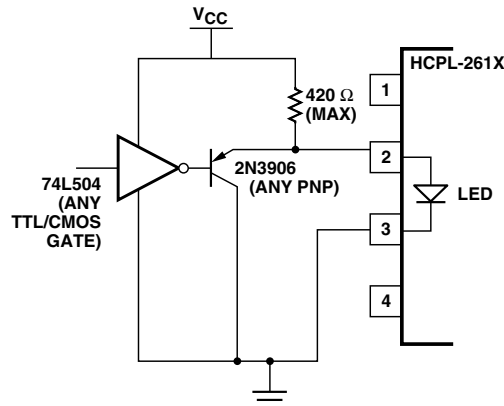 VCC
HCPL-261X
1
420 Ω
(MAX)
2
2N3906
(ANY PNP)
74L504
(ANY
TTL/CMOS
GATE)
LED
3
4